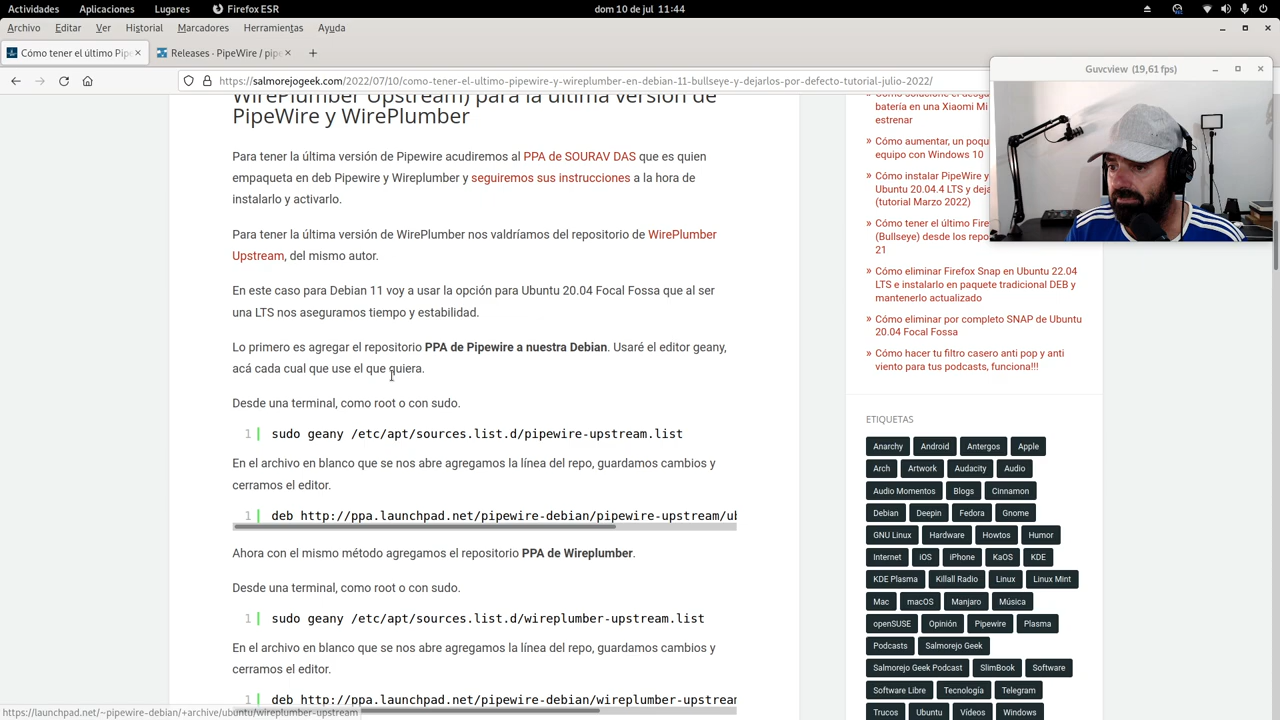 Actividades Aplicaciones Lugares Firefox ESR dom 10 de jul 11:44
Archivo Editar Ver Historial Marcadores Herramientas Ayuda
Cómo tener el último Pip
Releases · PipeWire / pip
https://salmorejogeek.com/2022/07/10/como-tener-el-ultimo-pipewire-y-wireplumber-en-debian-11-bullseye-y-dejarlos-por-defecto-tutorial-julio-2022/
Guvcview (19,61 fps)
WirePlumber Upstream) para la última versión de
PipeWire y WirePlumber
Para tener la última versión de Pipewire acudiremos al PPA de SOURAV DAS que es quien
empaqueta en deb Pipewire y Wireplumber y seguiremos sus instrucciones a la hora de
instalarlo y activarlo.
Para tener la última versión de WirePlumber nos valdríamos del repositorio de WirePlumber
Upstream, del mismo autor.
En este caso para Debian 11 voy a usar la opción para Ubuntu 20.04 Focal Fossa que al ser
una LTS nos aseguramos tiempo y estabilidad.
Lo primero es agregar el repositorio PPA de Pipewire a nuestra Debian. Usaré el editor geany,
acá cada cual que use el que quiera.
Desde una terminal, como root o con sudo.
1 sudo geany /etc/apt/sources.list.d/pipewire-upstream.list
En el archivo en blanco que se nos abre agregamos la línea del repo, guardamos cambios y
cerramos el editor.
1 deb http://ppa.launchpad.net/pipewire-debian/pipewire-upstream/ub
Ahora con el mismo método agregamos el repositorio PPA de Wireplumber.
Desde una terminal, como root o con sudo.
1 sudo geany /etc/apt/sources.list.d/wireplumber-upstream.list
En el archivo en blanco que se nos abre agregamos la línea del repo, guardamos cambios y
cerramos el editor.
1 deb http://ppa.launchpad.net/pipewire-debian/wireplumber-upstream
https://launchpad.net/~pipewire-debian/+archive/ubuntu/wireplumber-upstream
batería en una Xiaomi Mi
estrenar
» Cómo aumentar, un poqu
equipo con Windows 10
» Cómo instalar PipeWire y
Ubuntu 20.04.4 LTS y deja
(tutorial Marzo 2022)
» Cómo tener el último Fire
(Bullseye) desde los repo
21
» Cómo eliminar Firefox Snap en Ubuntu 22.04
LTS e instalarlo en paquete tradicional DEB y
mantenerlo actualizado
» Cómo eliminar por completo SNAP de Ubuntu
20.04 Focal Fossa
» Cómo hacer tu filtro casero anti pop y anti
viento para tus podcasts, funciona!!!
ETIQUETAS
Anarchy Android Antergos Apple
Arch Artwork Audacity Audio
Audio Momentos Blogs Cinnamon
Debian Deepin Fedora Gnome
GNU Linux Hardware Howtos Humor
Internet iOS iPhone KaOS KDE
KDE Plasma Killall Radio Linux Linux Mint
Mac macOS Manjaro Música
openSUSE Opinión Pipewire Plasma
Podcasts Salmorejo Geek
Salmorejo Geek Podcast SlimBook Software
Software Libre Tecnología Telegram
Trucos Ubuntu Vídeos Windows